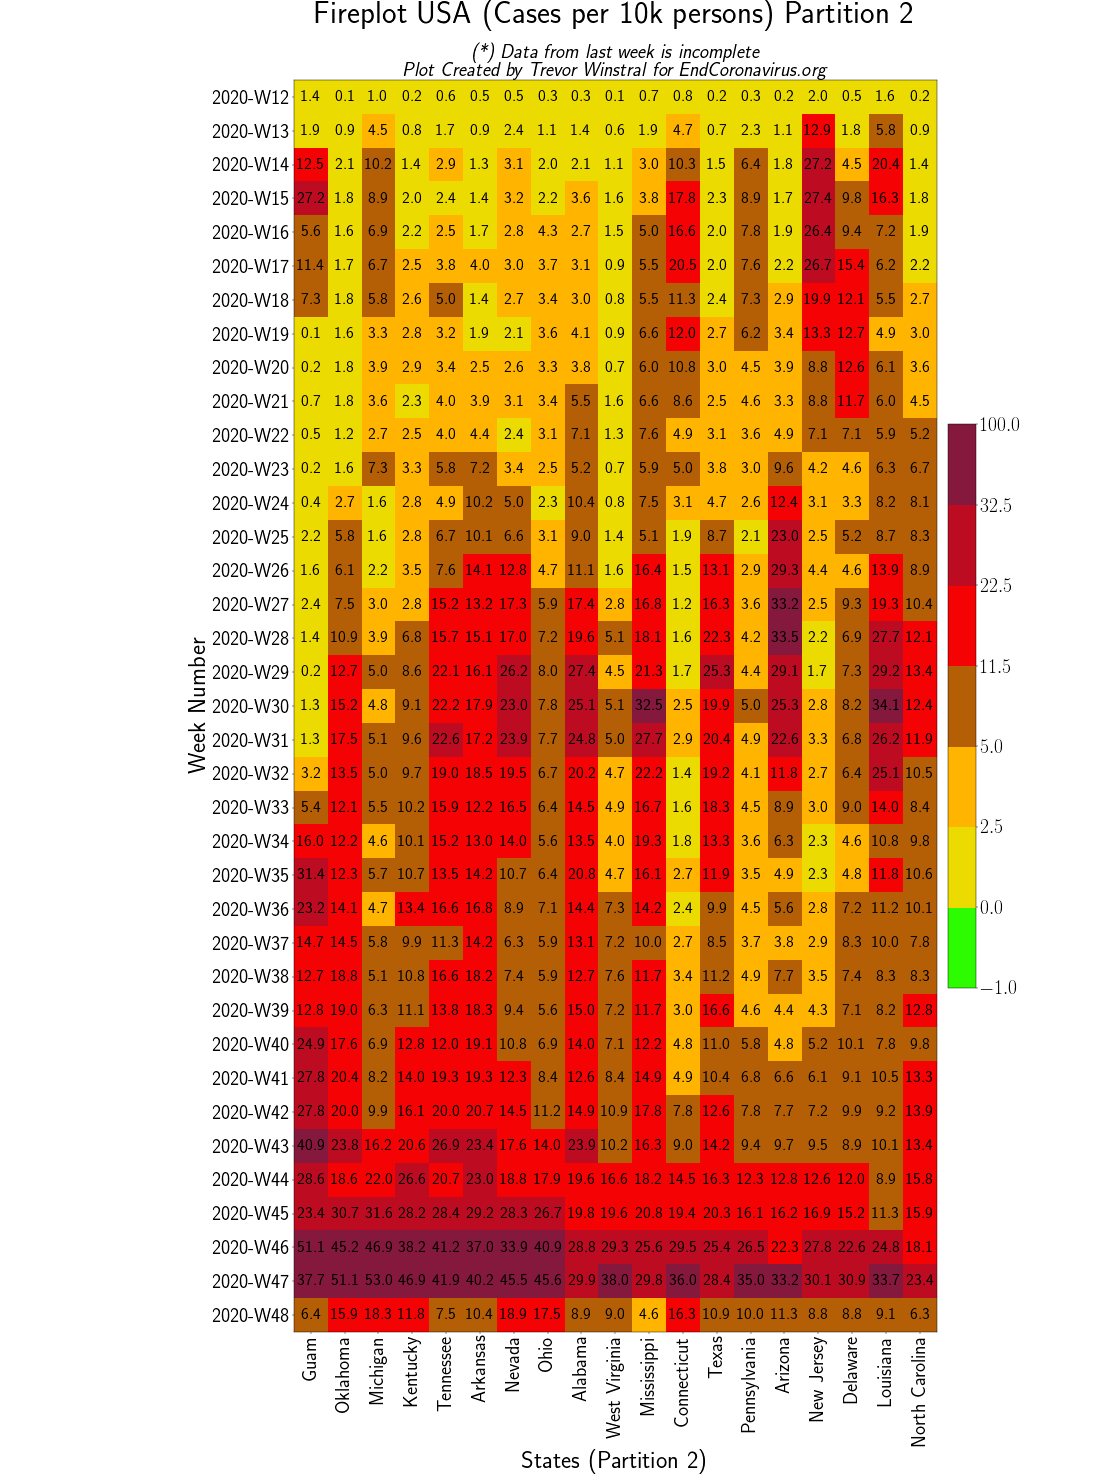 Fireplot USA (Cases per 10k persons) Partition 2
(*) Data from last week is incomplete
Plot Created by Trevor Winstral for EndCoronavirus.org
2020-W12 1.4 0.1 1.0 0.2 0.6 0.5 0.5 0.3 0.3 0.1 0.7 0.8 0.2 0.3 0.2 2.0 0.5 1.6 0.2
2020-W13 1.9 0.9 4.5 0.8 1.7 0.9 2.4 1.1 1.4 0.6 1.9 4.7 0.7 2.3 1.1 12.9 1.8 5.8 0.9
2020-W14 12.5 2.1 10.2 1.4 2.9 1.3 3.1 2.0 2.1 1.1 3.0 10.3 1.5 6.4 1.8 27.2 4.5 20.4 1.4
2020-W15 27.2 1.8 8.9 2.0 2.4 1.4 3.2 2.2 3.6 1.6 3.8 17.8 2.3 8.9 1.7 27.4 9.8 16.3 1.8
2020-W16 5.6 1.6 6.9 2.2 2.5 1.7 2.8 4.3 2.7 1.5 5.0 16.6 2.0 7.8 1.9 26.4 9.4 7.2 1.9
2020-W17 11.4 1.7 6.7 2.5 3.8 4.0 3.0 3.7 3.1 0.9 5.5 20.5 2.0 7.6 2.2 26.7 15.4 6.2 2.2
2020-W18 7.3 1.8 5.8 2.6 5.0 1.4 2.7 3.4 3.0 0.8 5.5 11.3 2.4 7.3 2.9 19.9 12.1 5.5 2.7
2020-W19 0.1 1.6 3.3 2.8 3.2 1.9 2.1 3.6 4.1 0.9 6.6 12.0 2.7 6.2 3.4 13.3 12.7 4.9 3.0
2020-W20 0.2 1.8 3.9 2.9 3.4 2.5 2.6 3.3 3.8 0.7 6.0 10.8 3.0 4.5 3.9 8.8 12.6 6.1 3.6
2020-W21 0.7 1.8 3.6 2.3 4.0 3.9 3.1 3.4 5.5 1.6 6.6 8.6 2.5 4.6 3.3 8.8 11.7 6.0 4.5
2020-W22 0.5 1.2 2.7 2.5 4.0 4.4 2.4 3.1 7.1 1.3 7.6 4.9 3.1 3.6 4.9 7.1 7.1 5.9 5.2
2020-W23 0.2 1.6 7.3 3.3 5.8 7.2 3.4 2.5 5.2 0.7 5.9 5.0 3.8 3.0 9.6 4.2 4.6 6.3 6.7
2020-W24 0.4 2.7 1.6 2.8 4.9 10.2 5.0 2.3 10.4 0.8 7.5 3.1 4.7 2.6 12.4 3.1 3.3 8.2 8.1
2020-W25 2.2 5.8 1.6 2.8 6.7 10.1 6.6 3.1 9.0 1.4 5.1 1.9 8.7 2.1 23.0 2.5 5.2 8.7 8.3
2020-W26 1.6 6.1 2.2 3.5 7.6 14.1 12.8 4.7 11.1 1.6 16.4 1.5 13.1 2.9 29.3 4.4 4.6 13.9 8.9
2020-W27 2.4 7.5 3.0 2.8 15.2 13.2 17.3 5.9 17.4 2.8 16.8 1.2 16.3 3.6 33.2 2.5 9.3 19.3 10.4
2020-W28 1.4 10.9 3.9 6.8 15.7 15.1 17.0 7.2 19.6 5.1 18.1 1.6 22.3 4.2 33.5 2.2 6.9 27.7 12.1
2020-W29 0.2 12.7 5.0 8.6 22.1 16.1 26.2 8.0 27.4 4.5 21.3 1.7 25.3 4.4 29.1 1.7 7.3 29.2 13.4
2020-W30 1.3 15.2 4.8 9.1 22.2 17.9 23.0 7.8 25.1 5.1 32.5 2.5 19.9 5.0 25.3 2.8 8.2 34.1 12.4
2020-W31 1.3 17.5 5.1 9.6 22.6 17.2 23.9 7.7 24.8 5.0 27.7 2.9 20.4 4.9 22.6 3.3 6.8 26.2 11.9
2020-W32 3.2 13.5 5.0 9.7 19.0 18.5 19.5 6.7 20.2 4.7 22.2 1.4 19.2 4.1 11.8 2.7 6.4 25.1 10.5
2020-W33 5.4 12.1 5.5 10.2 15.9 12.2 16.5 6.4 14.5 4.9 16.7 1.6 18.3 4.5 8.9 3.0 9.0 14.0 8.4
2020-W34 16.0 12.2 4.6 10.1 15.2 13.0 14.0 5.6 13.5 4.0 19.3 1.8 13.3 3.6 6.3 2.3 4.6 10.8 9.8
2020-W35 31.4 12.3 5.7 10.7 13.5 14.2 10.7 6.4 20.8 4.7 16.1 2.7 11.9 3.5 4.9 2.3 4.8 11.8 10.6
2020-W36 23.2 14.1 4.7 13.4 16.6 16.8 8.9 7.1 14.4 7.3 14.2 2.4 9.9 4.5 5.6 2.8 7.2 11.2 10.1
2020-W37 14.7 14.5 5.8 9.9 11.3 14.2 6.3 5.9 13.1 7.2 10.0 2.7 8.5 3.7 3.8 2.9 8.3 10.0 7.8
2020-W38 12.7 18.8 5.1 10.8 16.6 18.2 7.4 5.9 12.7 7.6 11.7 3.4 11.2 4.9 7.7 3.5 7.4 8.3 8.3
2020-W39 12.8 19.0 6.3 11.1 13.8 18.3 9.4 5.6 15.0 7.2 11.7 3.0 16.6 4.6 4.4 4.3 7.1 8.2 12.8
2020-W40 24.9 17.6 6.9 12.8 12.0 19.1 10.8 6.9 14.0 7.1 12.2 4.8 11.0 5.8 4.8 5.2 10.1 7.8 9.8
2020-W41 27.8 20.4 8.2 14.0 19.3 19.3 12.3 8.4 12.6 8.4 14.9 4.9 10.4 6.8 6.6 6.1 9.1 10.5 13.3
2020-W42 27.8 20.0 9.9 16.1 20.0 20.7 14.5 11.2 14.9 10.9 17.8 7.8 12.6 7.8 7.7 7.2 9.9 9.2 13.9
2020-W43 40.9 23.8 16.2 20.6 26.9 23.4 17.6 14.0 23.9 10.2 16.3 9.0 14.2 9.4 9.7 9.5 8.9 10.1 13.4
2020-W44 28.6 18.6 22.0 26.6 20.7 23.0 18.8 17.9 19.6 16.6 18.2 14.5 16.3 12.3 12.8 12.6 12.0 8.9 15.8
2020-W45 23.4 30.7 31.6 28.2 28.4 29.2 28.3 26.7 19.8 19.6 20.8 19.4 20.3 16.1 16.2 16.9 15.2 11.3 15.9
2020-W46 51.1 45.2 46.9 38.2 41.2 37.0 33.9 40.9 28.8 29.3 25.6 29.5 25.4 26.5 22.3 27.8 22.6 24.8 18.1
2020-W47 37.7 51.1 53.0 46.9 41.9 40.2 45.5 45.6 29.9 38.0 29.8 36.0 28.4 35.0 33.2 30.1 30.9 33.7 23.4
2020-W48 6.4 15.9 18.3 11.8 7.5 10.4 18.9 17.5 8.9 9.0 4.6 16.3 10.9 10.0 11.3 8.8 8.8 9.1 6.3
Week Number
Guam
Oklahoma
Michigan
Kentucky
Tennessee
Arkansas
Nevada
Ohio
Alabama
West Virginia
Mississippi
Connecticut
Texas
Pennsylvania
Arizona
New Jersey
Delaware
Louisiana
North Carolina
States (Partition 2)
100.0
32.5
22.5
11.5
5.0
2.5
0.0
−1.0